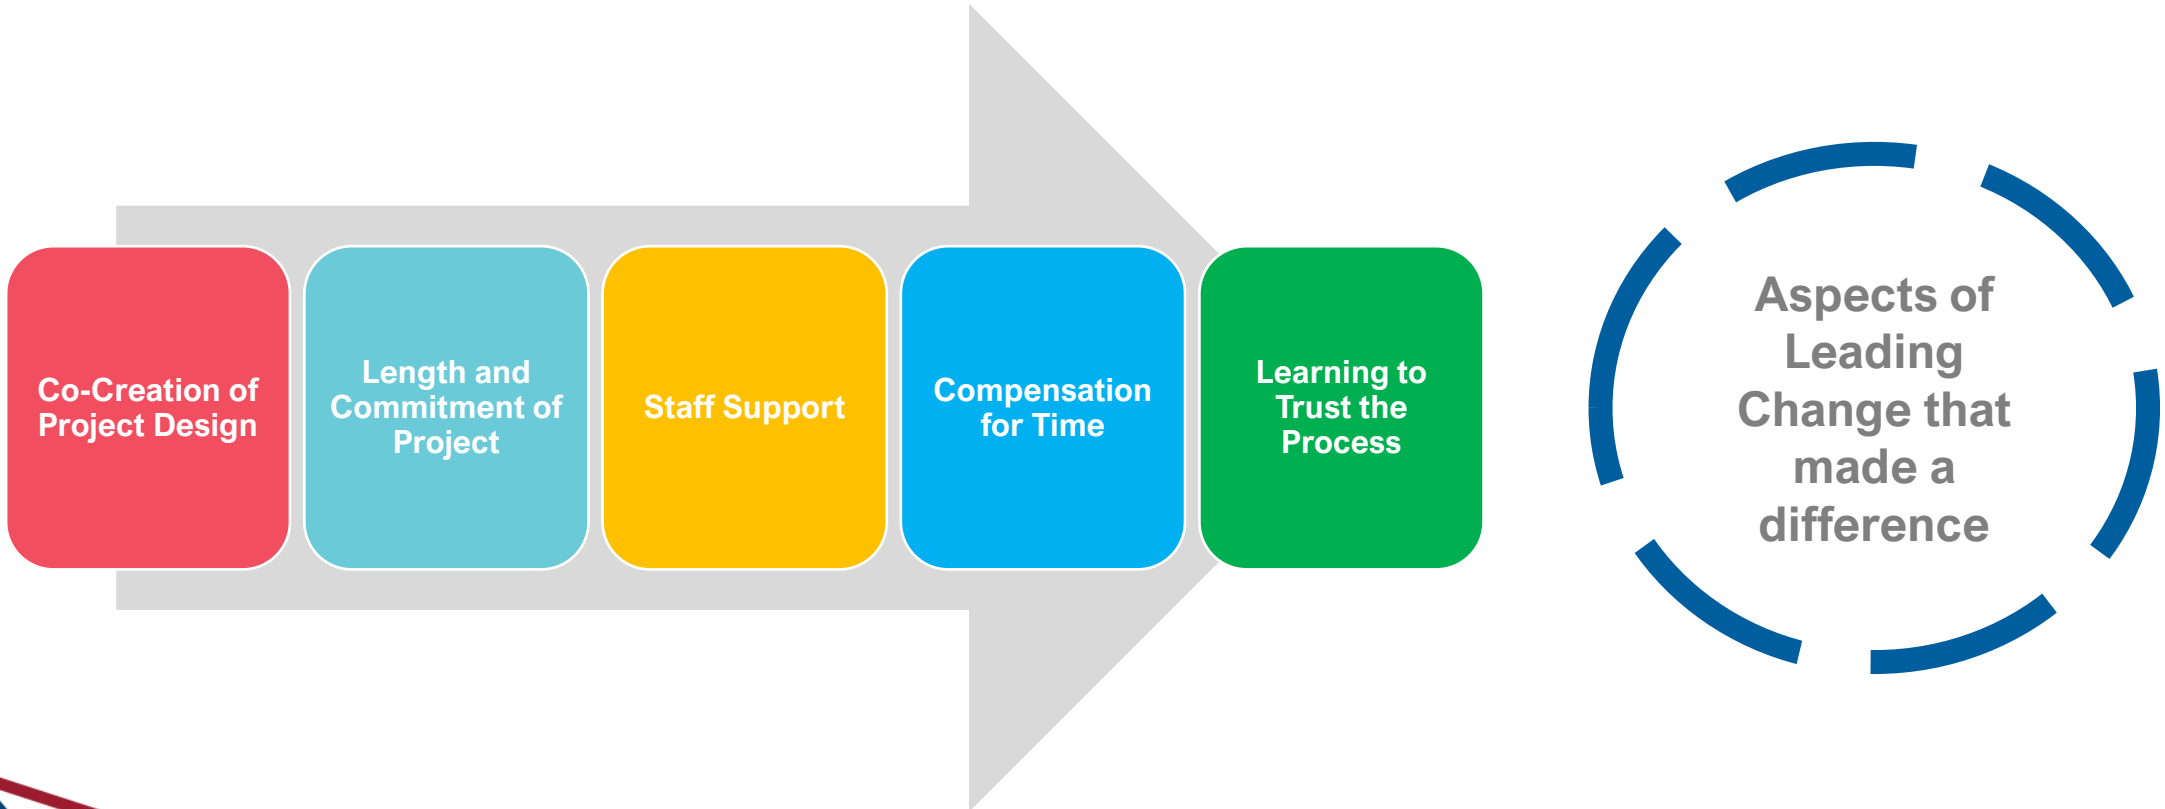 Co-Creation of
Project Design
Length and
Commitment of
Project
Staff Support
Compensation
for Time
Learning to
Trust the
Process
Aspects of
Leading
Change that
made a
difference